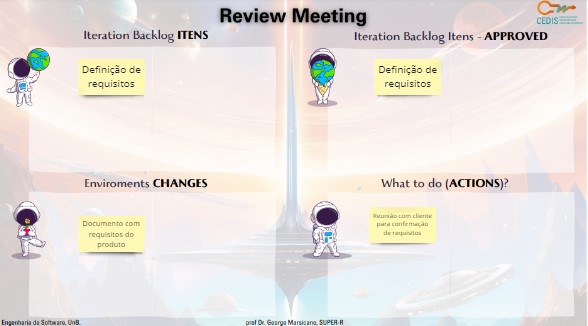 Review Meeting
CEDIS
Iteration Backlog ITENS
Iteration Backlog Itens - APPROVED
Definição de
requisitos
Definição de
requisitos
Enviroments CHANGES
What to do (ACTIONS)?
Documento com
requisitos do
produto
Reunião com cliente
para confirmação
de requisitos
Engenharia de Software, UnB.
prof Dr. George Marsicano, SUPER-R